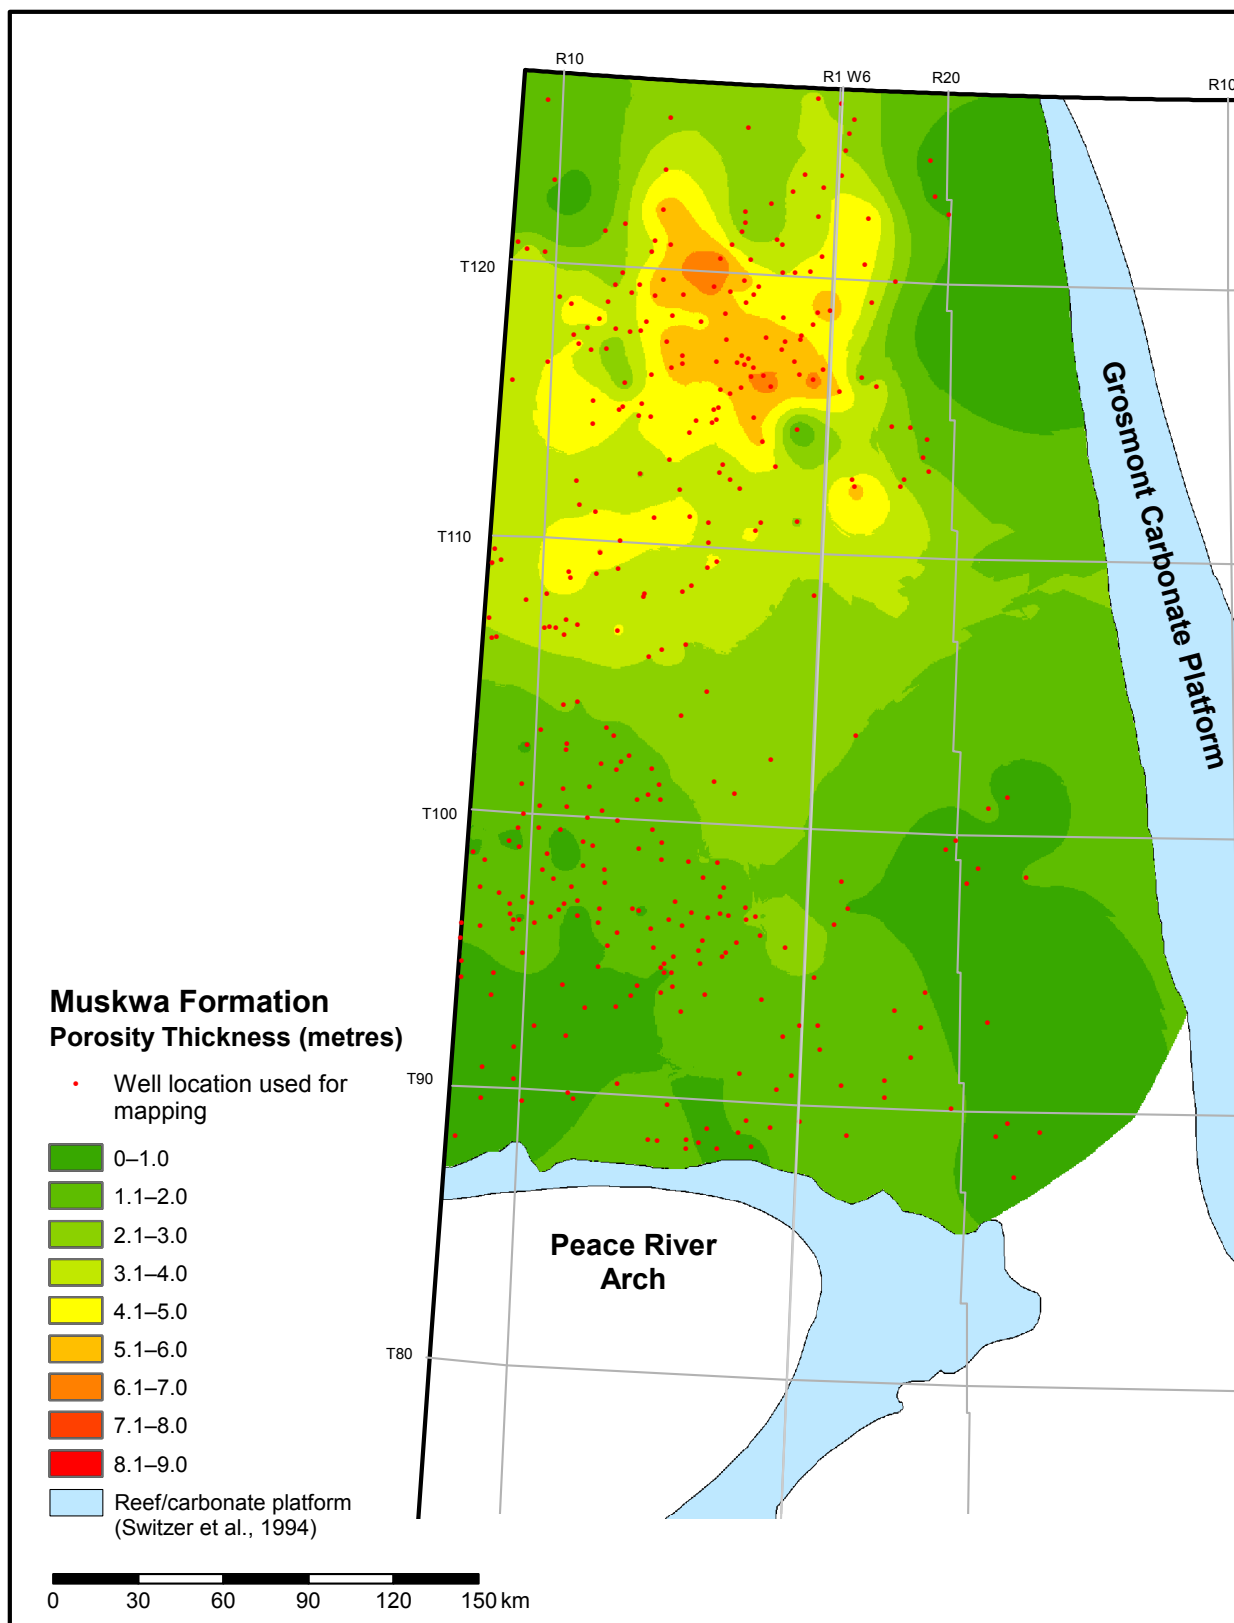 R10
R1 W6
R20
R10
T120
T110
T100
T90
T80
Grosmont Carbonate Platform
Peace River
Arch
Muskwa Formation
Porosity Thickness (metres)
Well location used for
mapping
0–1.0
1.1–2.0
2.1–3.0
3.1–4.0
4.1–5.0
5.1–6.0
6.1–7.0
7.1–8.0
8.1–9.0
Reef/carbonate platform
(Switzer et al., 1994)
0 30 60 90 120 150 km